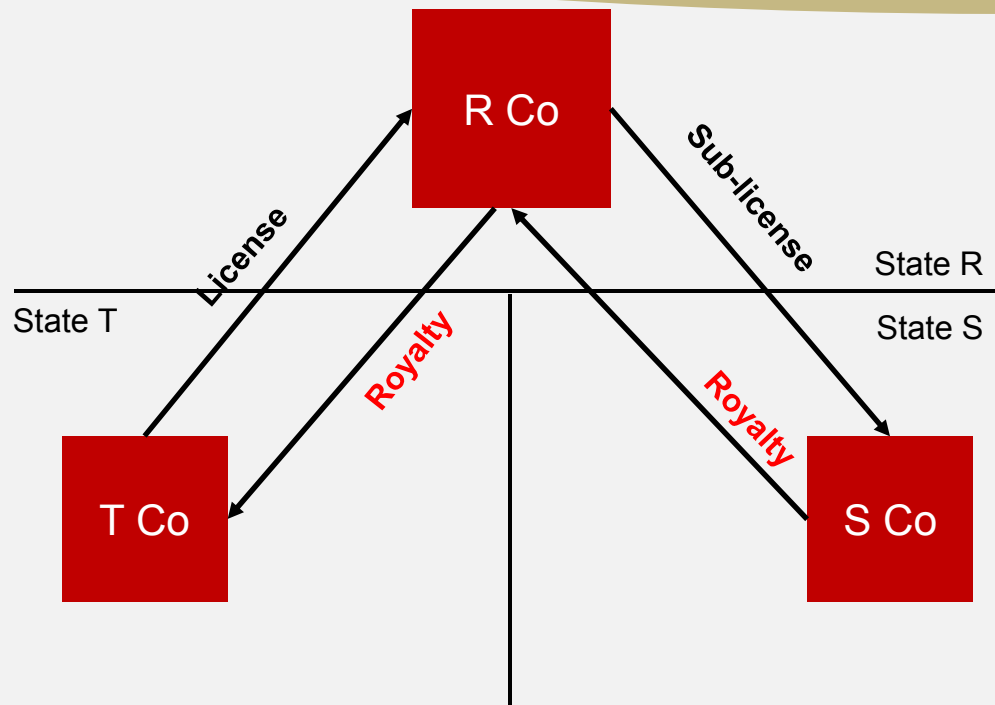 R Co
License
Sub-license
State R
State T
State S
Royalty
Royalty
T Co
S Co